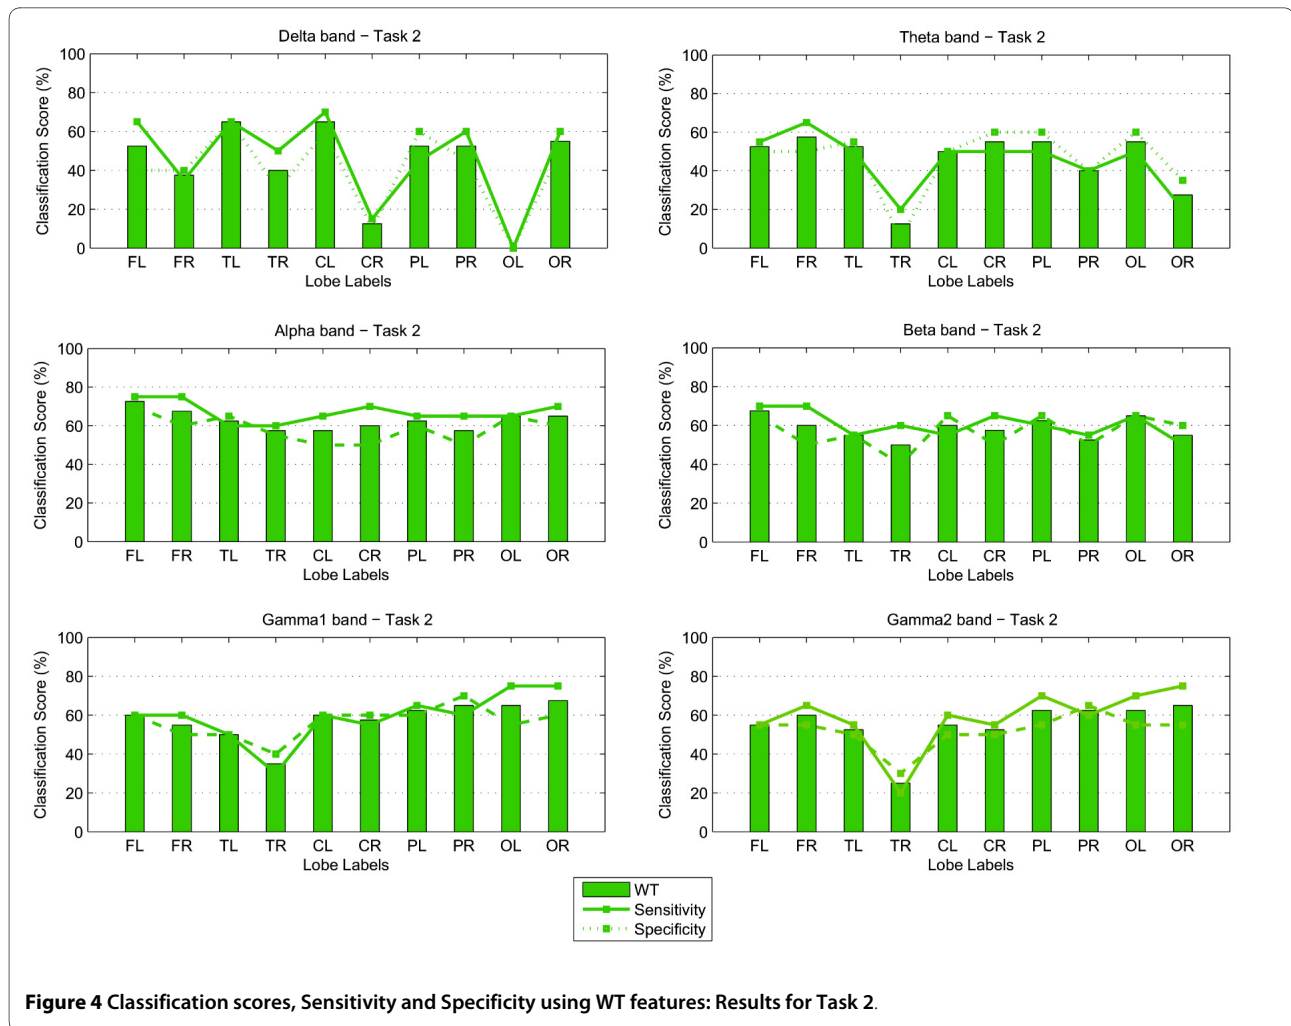 Delta band − Task 2
Classification Score (%)
100
80
60
40
20
0
FL FR TL TR CL CR PL PR OL OR
Lobe Labels
Theta band − Task 2
Classification Score (%)
100
80
60
40
20
0
FL FR TL TR CL CR PL PR OL OR
Lobe Labels
Alpha band − Task 2
Classification Score (%)
100
80
60
40
20
0
FL FR TL TR CL CR PL PR OL OR
Lobe Labels
Beta band − Task 2
Classification Score (%)
100
80
60
40
20
0
FL FR TL TR CL CR PL PR OL OR
Lobe Labels
Gamma1 band − Task 2
Classification Score (%)
100
80
60
40
20
0
FL FR TL TR CL CR PL PR OL OR
Lobe Labels
Gamma2 band − Task 2
Classification Score (%)
100
80
60
40
20
0
FL FR TL TR CL CR PL PR OL OR
Lobe Labels
WT
Sensitivity
Specificity
Figure 4 Classification scores, Sensitivity and Specificity using WT features: Results for Task 2.